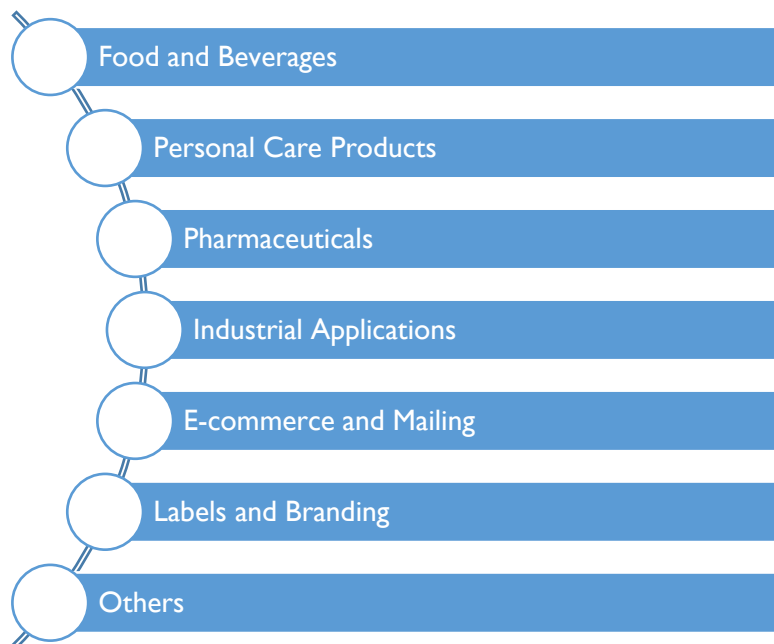 Food and Beverages
Personal Care Products
Pharmaceuticals
Industrial Applications
E-commerce and Mailing
Labels and Branding
Others